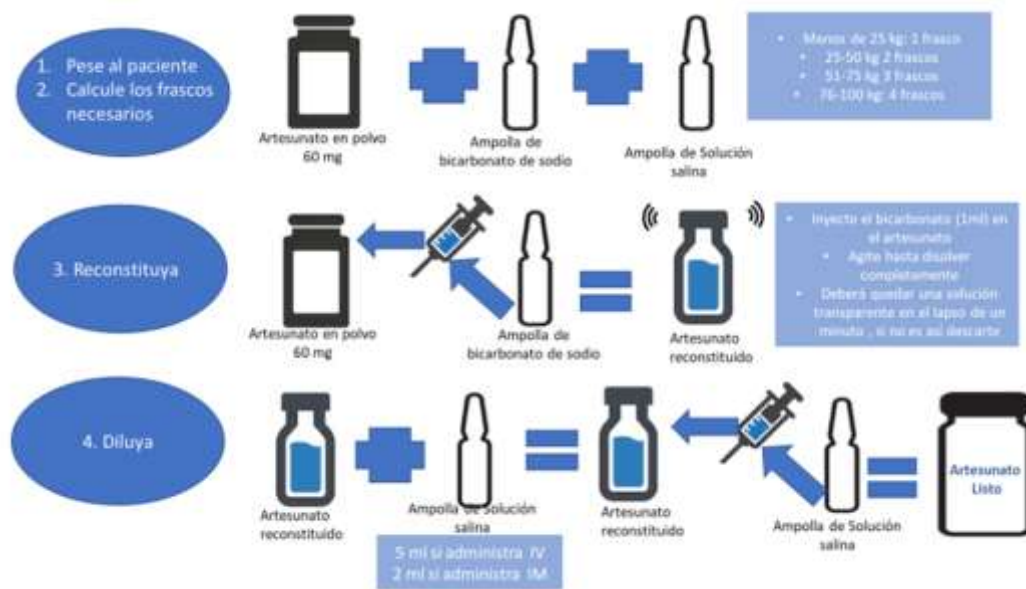 1. Pese al paciente
2. Calcule los frascos
necesarios
Artesunato en polvo
60 mg
Ampolla de
bicarbonato de sodio
Ampolla de Solución
salina
• Menos de 25 kg: 1 frasco
• 25-50 kg 2 frascos
• 51-75 kg 3 frascos
• 76-100 kg: 4 frascos
3. Reconstituya
Artesunato en polvo
60 mg
Ampolla de
bicarbonato de sodio
Artesunato
reconstituido
• Inyecte el bicarbonato (1ml) en
el artesunato
• Agite hasta disolver
completamente
• Deberá quedar una solución
transparente en el lapso de un
minuto , si no es así descarte
4. Diluya
Artesunato
reconstituido
Ampolla de Solución
salina
5 ml si administra IV
2 ml si administra IM
Artesunato
reconstituido
Ampolla de Solución
salina
Artesunato
Listo